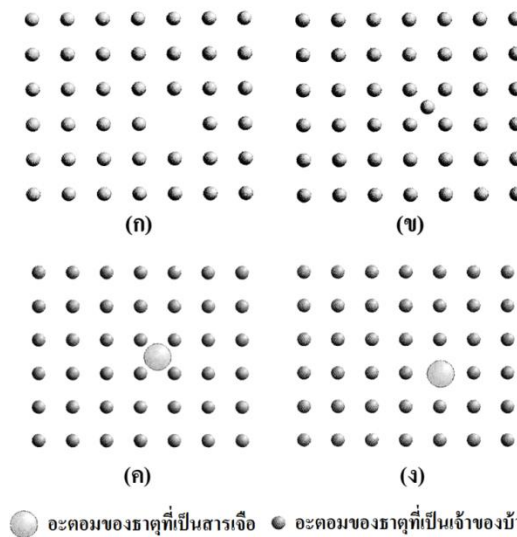 (ก) (ข)
(ค) (ง)
อะตอมของธาตุที่เป็นสารเจือ อะตอมของธาตุที่เป็นเจ้าของ